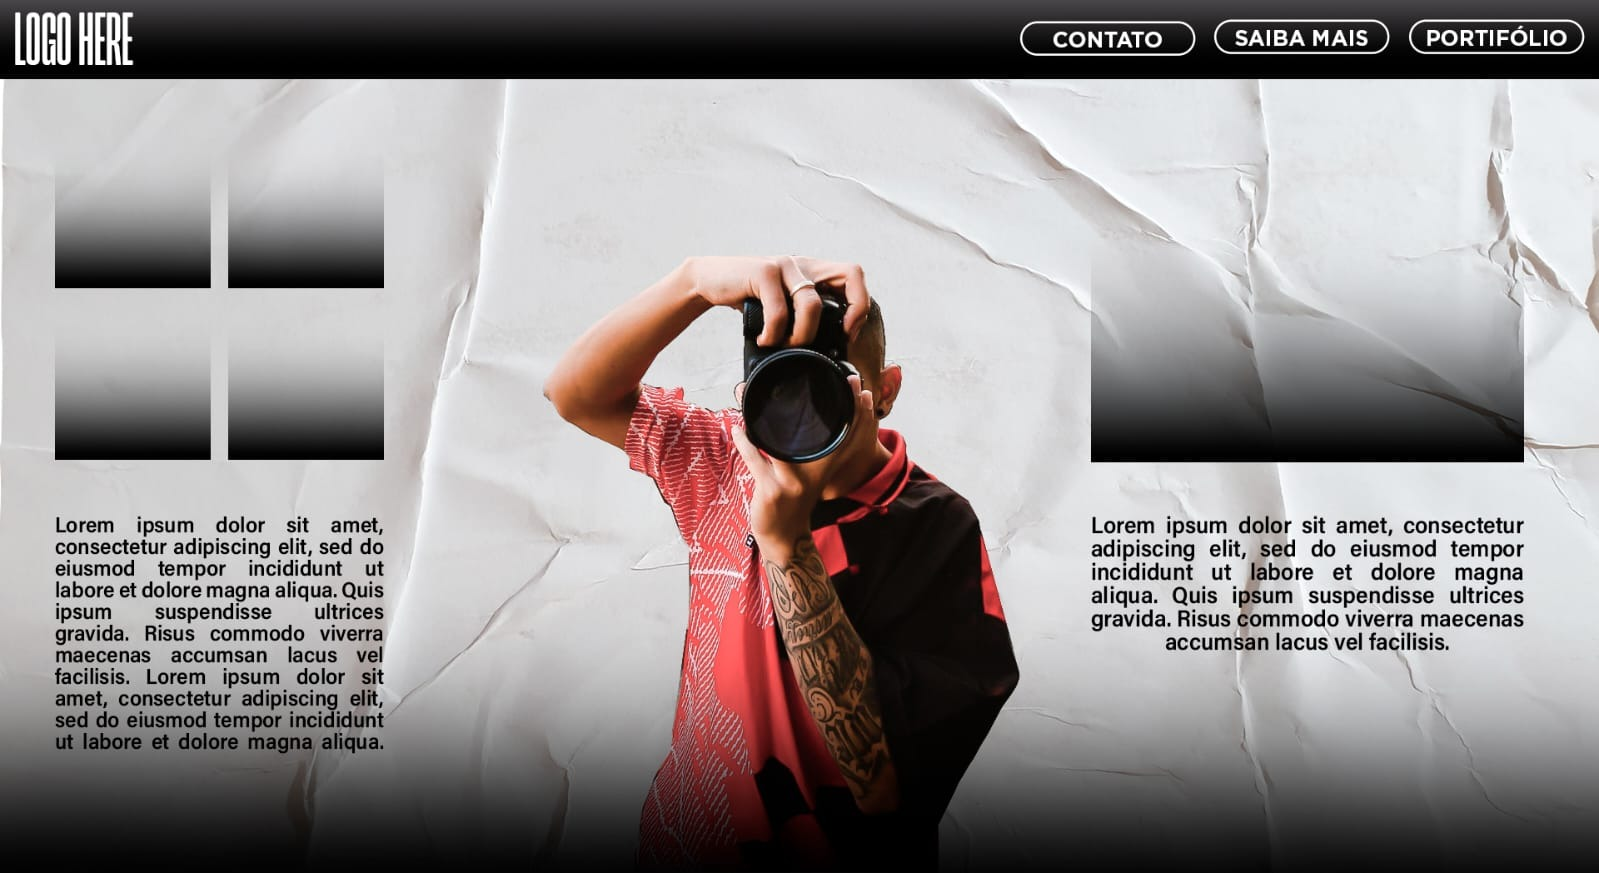 LOGO HERE
CONTATO
SAIBA MAIS
PORTIFÓLIO
Lorem ipsum dolor sit amet,
consectetur adipiscing elit, sed do
eiusmod tempor incididunt ut
labore et dolore magna aliqua. Quis
ipsum suspendisse ultrices
gravida. Risus commodo viverra
maecenas accumsan lacus vel
facilisis. Lorem ipsum dolor sit
amet, consectetur adipiscing elit,
sed do eiusmod tempor incididunt
ut labore et dolore magna aliqua.
Lorem ipsum dolor sit amet, consectetur
adipiscing elit, sed do eiusmod tempor
incididunt ut labore et dolore magna
aliqua. Quis ipsum suspendisse ultrices
gravida. Risus commodo viverra maecenas
accumsan lacus vel facilisis.